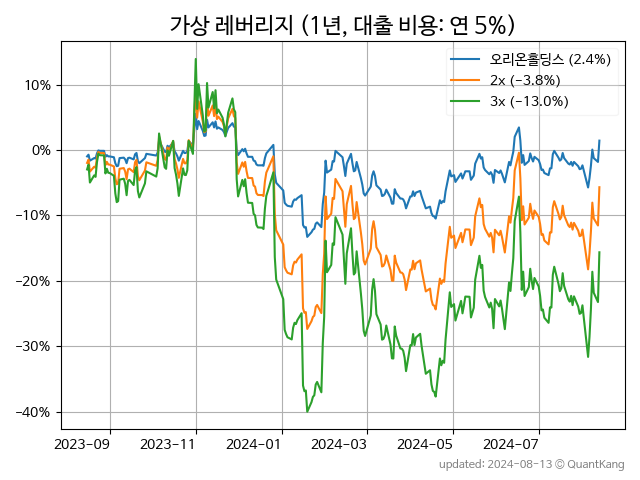 가상 레버리지 (1년, 대출 비용: 연 5%)
오리온홀딩스 (2.4%)
2x (−3.8%)
3x (−13.0%)
10%
0%
−10%
−20%
−30%
−40%
2023-09 2023-11 2024-01 2024-03 2024-05 2024-07
updated: 2024-08-13 © QuantKang